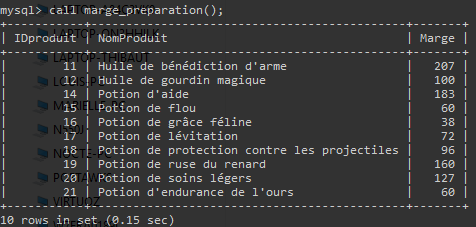 mysql> call marge_preparation();
+-----------+------------------------------------------+-------+
| IDproduit | NomProduit | Marge |
+-----------+------------------------------------------+-------+
LAPTOP-THIBAUT
| 11 | Huile de bénédiction d'arme | 207 |
| 12 | Huile de gourdin magique | 100 |
| 14 | Potion d'aide | 183 |
| 15 | Potion de flou | 60 |
| 16 | Potion de grâce féline | 38 |
| 17 | Potion de lévitation | 72 |
| 18 | Potion de protection contre les projectiles | 96 |
| 19 | Potion de ruse du renard | 160 |
| 20 | Potion de soins légers | 127 |
| 21 | Potion d'endurance de l'ours | 60 |
VIRTUOZ
+-----------+------------------------------------------+-------+
10 rows in set (0.15 sec)